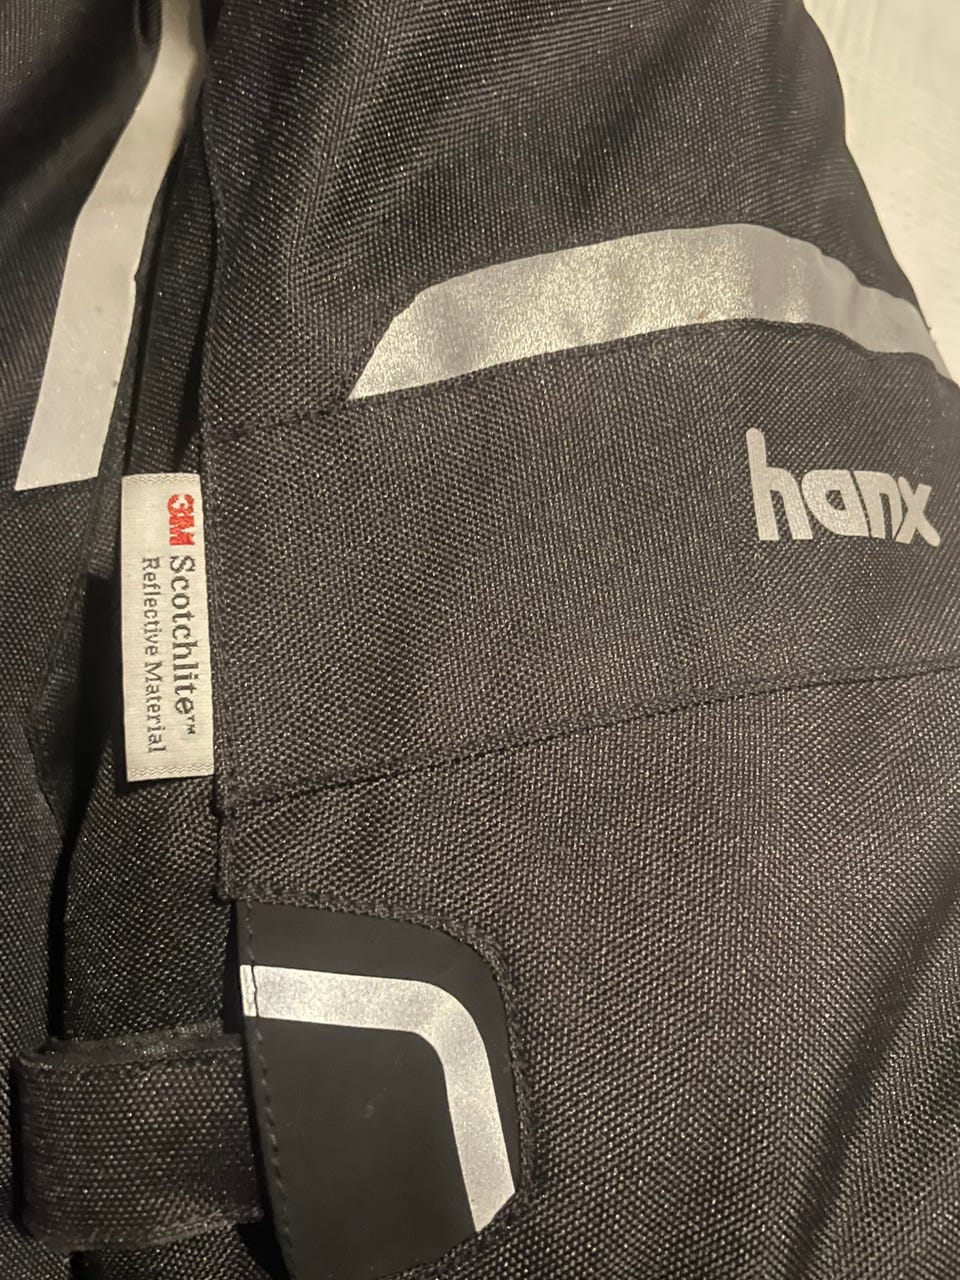 hanx
3M Scotchlite™
Reflective Material